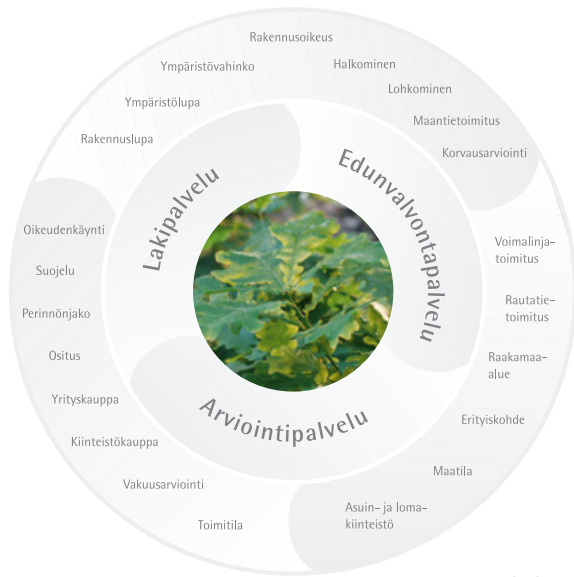 Rakennusoikeus
Ympäristövahinko
Halkominen
Lohkominen
Ympäristölupa
Maantietoimitus
Rakennuslupa
Korvausarviointi
Lakipalvelu
Edunvalvontapalvelu
Arviointipalvelu
Oikeudenkäynti
Suojelu
Perinnönjako
Ositus
Yrityskauppa
Kiinteistökauppa
Vakuusarviointi
Toimitila
Voimalinja-
toimitus
Rautatie-
toimitus
Raakamaa-
alue
Erityiskohde
Maatila
Asuin- ja loma-
kiinteistö